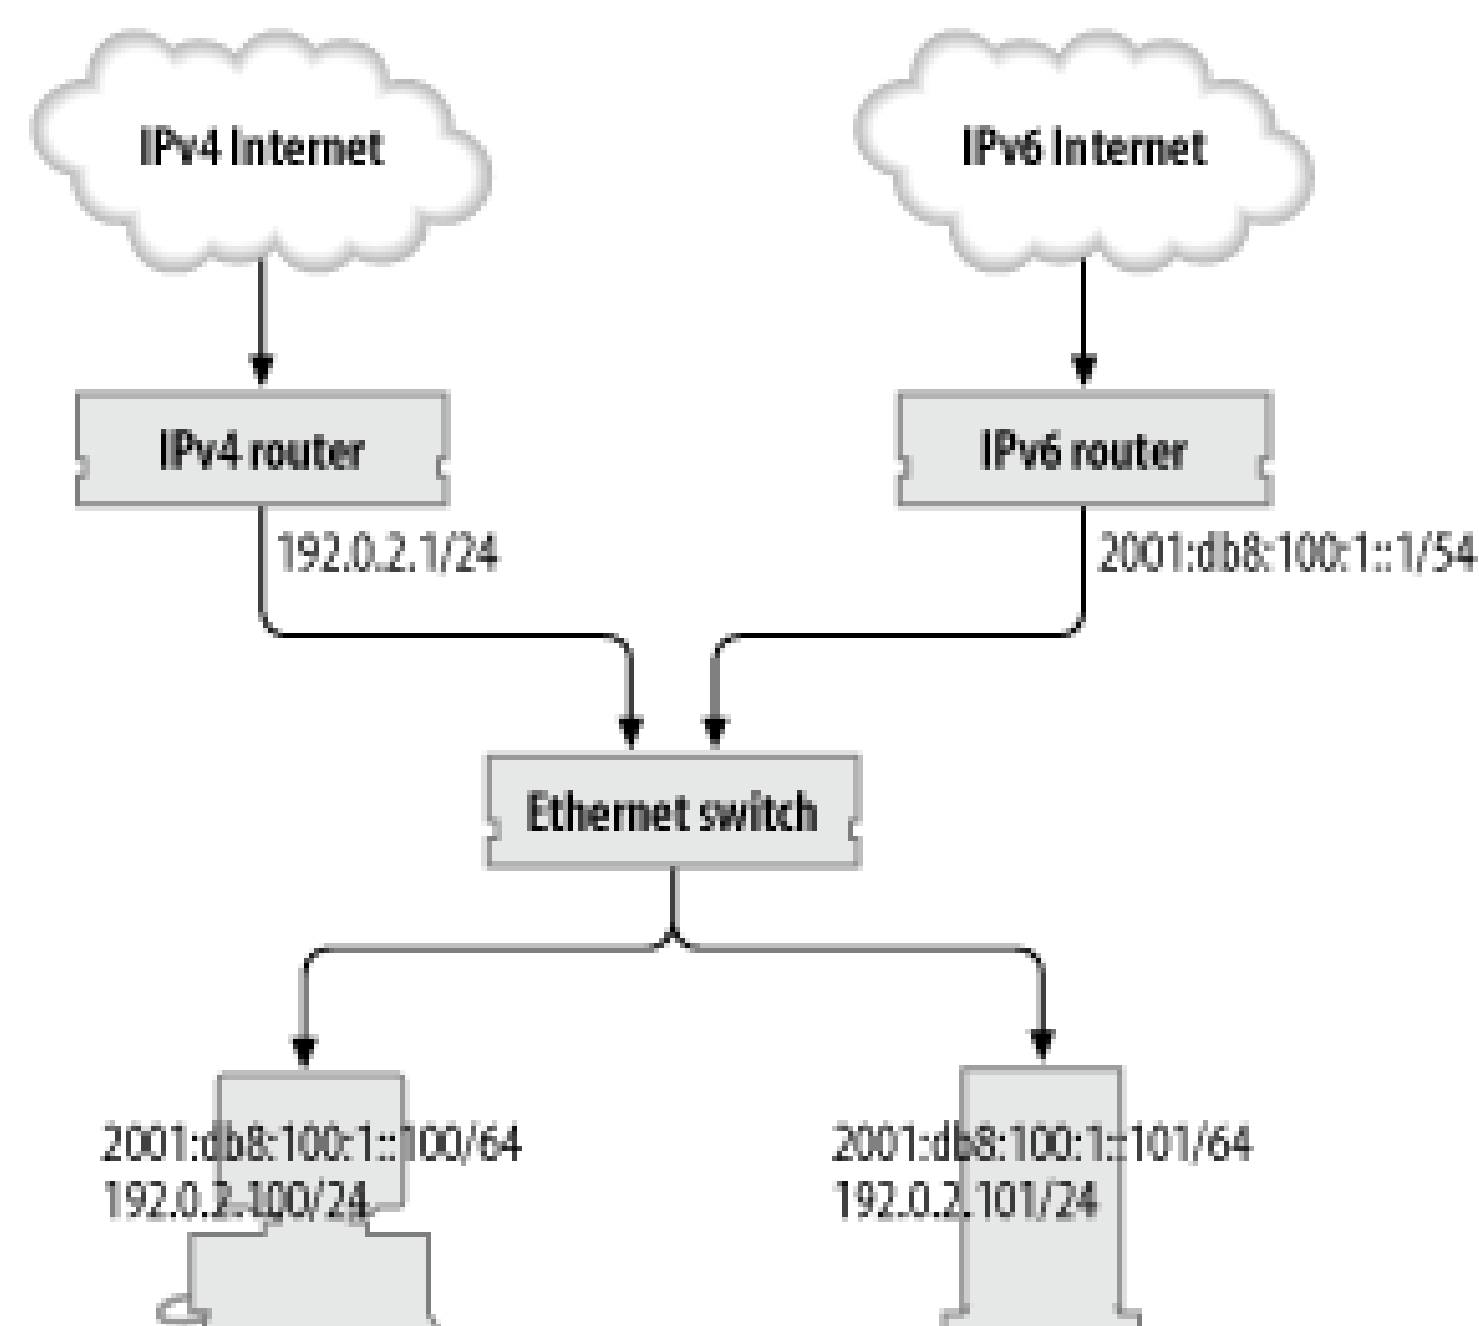 IPv4 Internet
IPv6 Internet
IPv4 router
IPv6 router
192.0.2.1/24
2001:db8:100:1::1/54
Ethernet switch
2001:db8:100:1::100/64
192.0.2.100/24
2001:db8:100:1::101/64
192.0.2.101/24